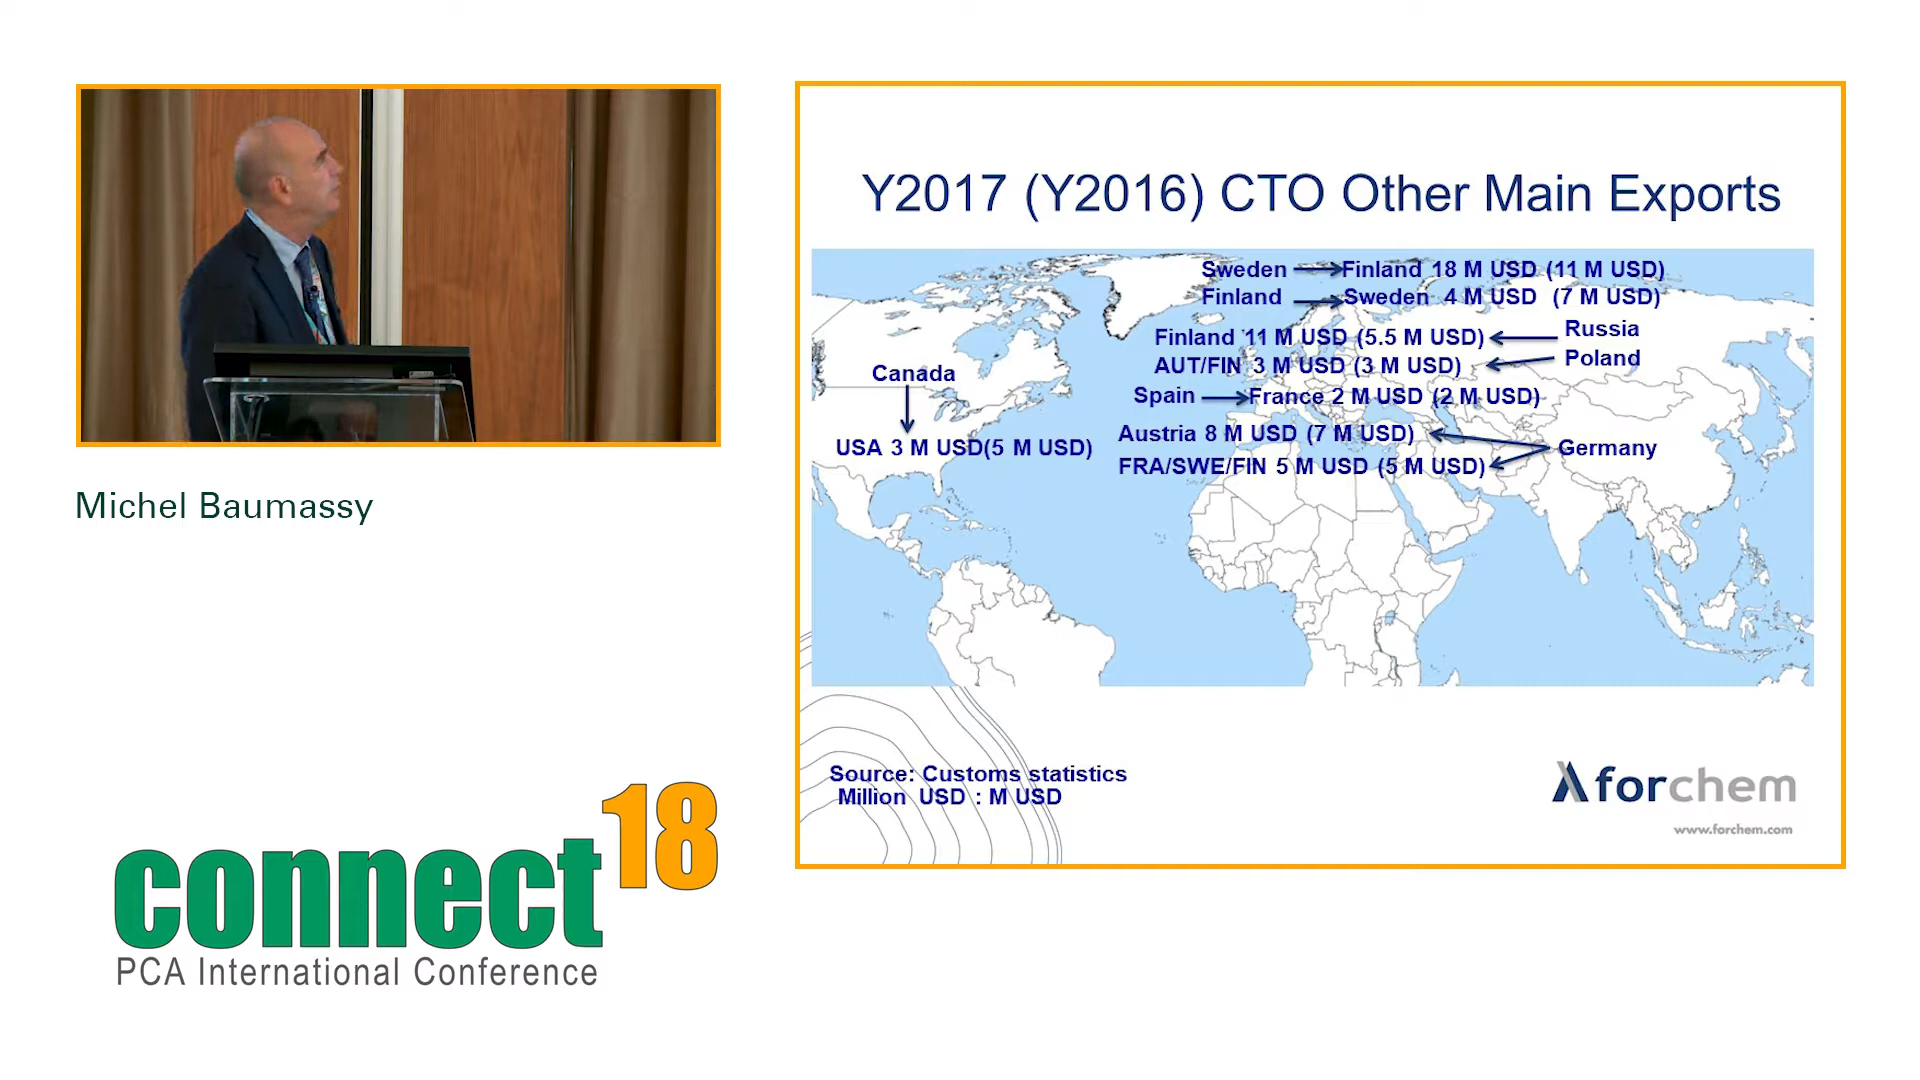 Michel Baumassy
connect18
PCA International Conference
Y2017 (Y2016) CTO Other Main Exports
Sweden Finland 18 M USD (11 M USD)
Finland Sweden 4 M USD (7 M USD)
Finland 11 M USD (5.5 M USD) Russia
AUT/FIN 3 M USD (3 M USD) Poland
Canada
Spain France 2 M USD (2 M USD)
Austria 8 M USD (7 M USD)
USA 3 M USD(5 M USD)
Germany
FRA/SWE/FIN 5 M USD (5 M USD)
Source: Customs statistics
Million USD : M USD
forchem
www.forchem.com